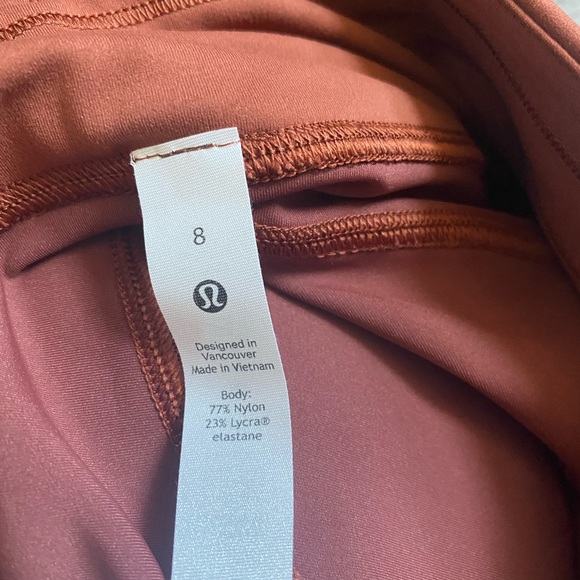 8
Designed in
Vancouver
Made in Vietnam
Body:
77% Nylon
23% Lycra®
elastane